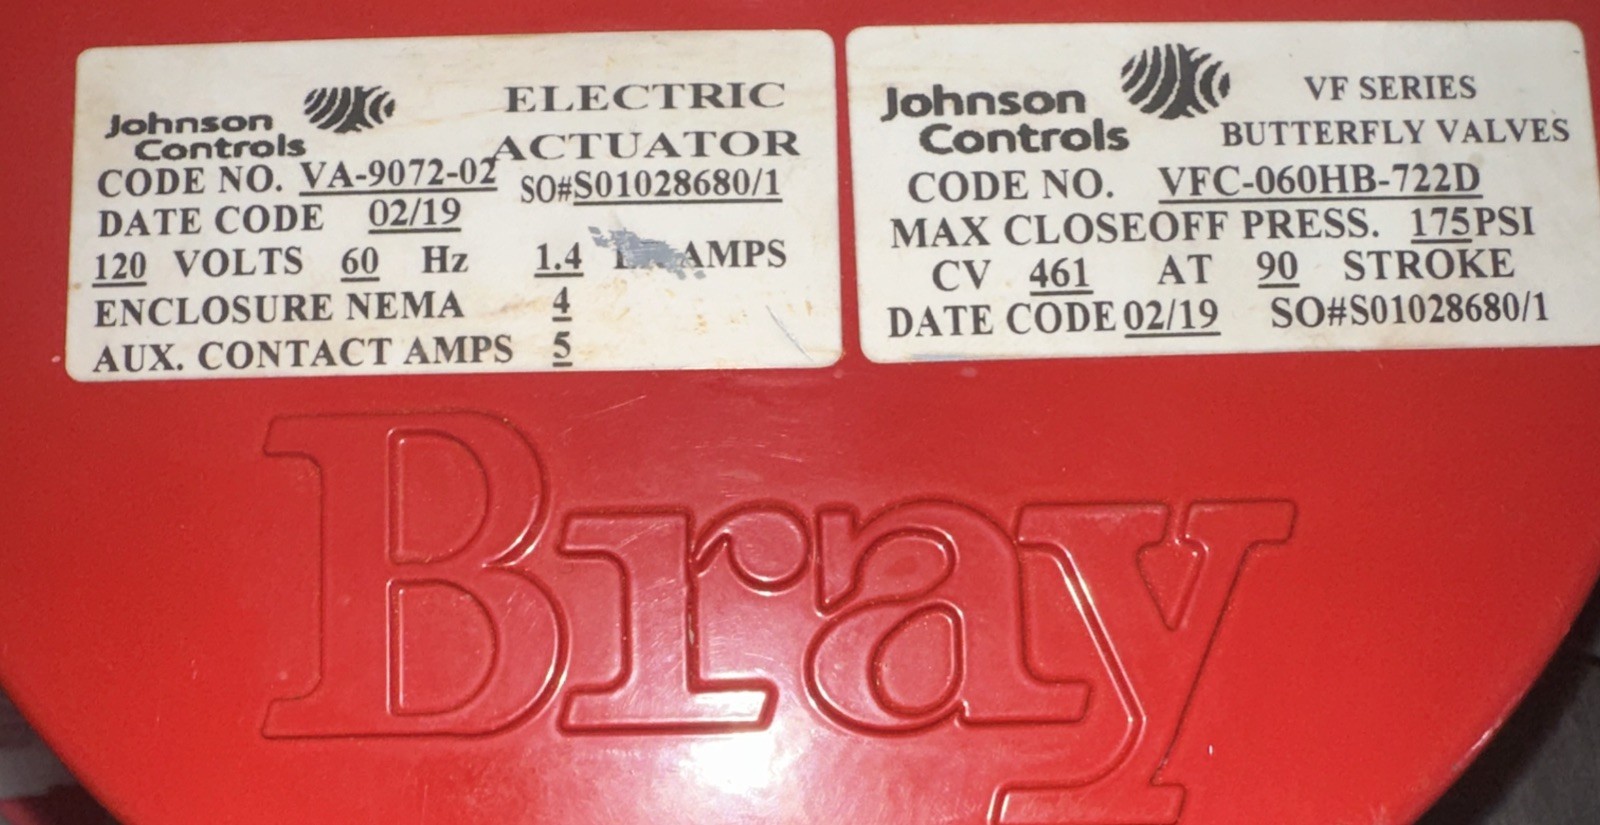 Johnson
Controls
ELECTRIC
ACTUATOR
CODE NO. VA-9072-02
SO#S01028680/1
DATE CODE 02/19
120 VOLTS 60 Hz 1.4 AMPS
ENCLOSURE NEMA 4
AUX. CONTACT AMPS 5
Johnson
Controls
VF SERIES
BUTTERFLY VALVES
CODE NO. VFC-060HB-722D
MAX CLOSEOFF PRESS. 175PSI
CV 461 AT 90 STROKE
DATE CODE 02/19 SO#S01028680/1
Bray